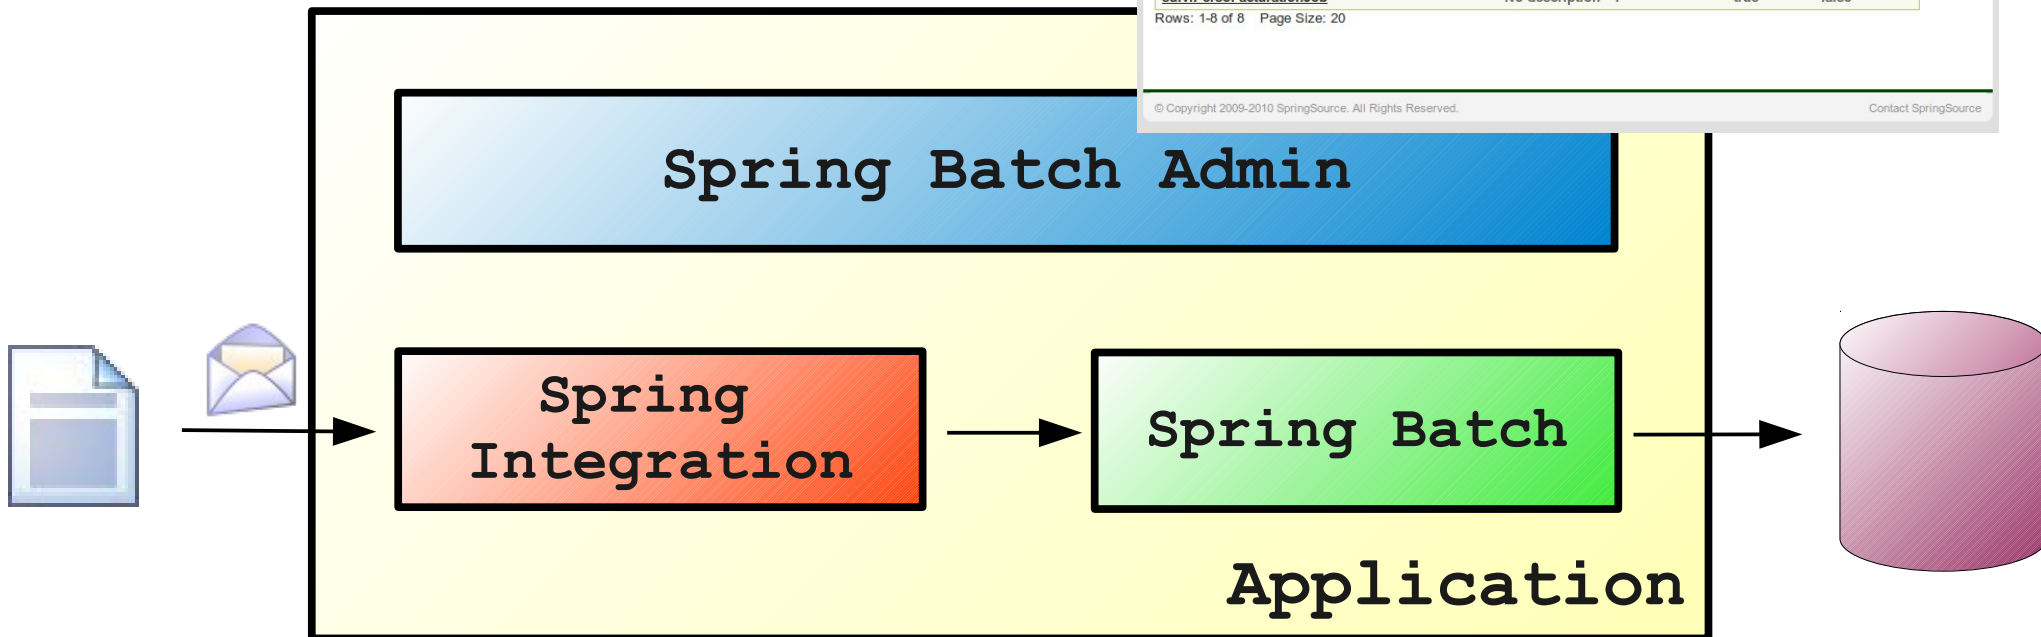 Rows: 1-8 of 8 Page Size: 20
© Copyright 2009-2010 SpringSource. All Rights Reserved. Contact SpringSource
Spring Batch Admin
Spring
Integration
Spring Batch
Application